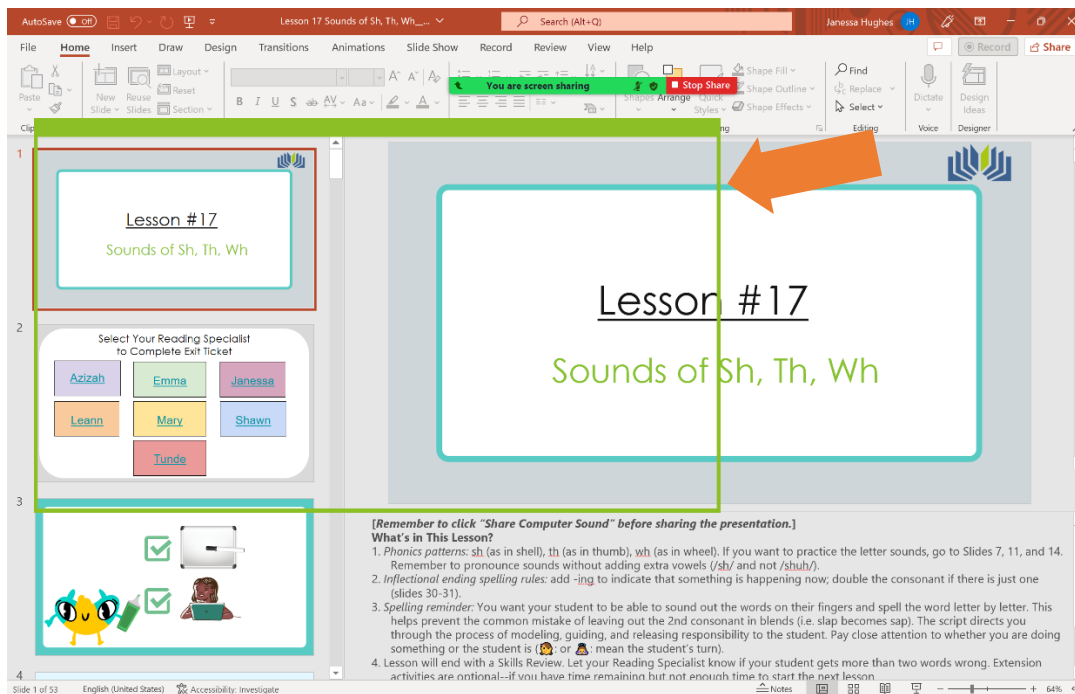 AutoSave Off Lesson 17 Sounds of Sh, Th, Wh_... Search (Alt+Q) Janessa Hughes JH
File Home Insert Draw Design Transitions Animations Slide Show Record Review View Help Record Share
Paste
New Slide
Reuse Slides
Layout
Reset
Section
B I U S ab AV Aa A
You are screen sharing Stop Share
Shapes Arrange Quick Styles
Shape Fill
Shape Outline
Shape Effects
Find
Replace
Select
Dictate
Design Ideas
Editing Voice Designer
1
Lesson #17
Sounds of Sh, Th, Wh
2
Select Your Reading Specialist
to Complete Exit Ticket
Azizah Emma Janessa
Leann Mary Shawn
Tunde
3
4
Lesson #17
Sounds of Sh, Th, Wh
[Remember to click "Share Computer Sound" before sharing the presentation.]
What's in This Lesson?
1. Phonics patterns: sh (as in shell), th (as in thumb), wh (as in wheel). If you want to practice the letter sounds, go to Slides 7, 11, and 14.
Remember to pronounce sounds without adding extra vowels (/sh/ and not /shuh/).
2. Inflectional ending spelling rules: add -ing to indicate that something is happening now; double the consonant if there is just one
(slides 30-31).
3. Spelling reminder: You want your student to be able to sound out the words on their fingers and spell the word letter by letter. This
helps prevent the common mistake of leaving out the 2nd consonant in blends (i.e. slap becomes sap). The script directs you
through the process of modeling, guiding, and releasing responsibility to the student. Pay close attention to whether you are doing
something or the student is (: or : mean the student's turn).
4. Lesson will end with a Skills Review. Let your Reading Specialist know if your student gets more than two words wrong. Extension
activities are optional--if you have time remaining but not enough time to start the next lesson
Slide 1 of 53 English (United States) Accessibility: Investigate Notes 64%